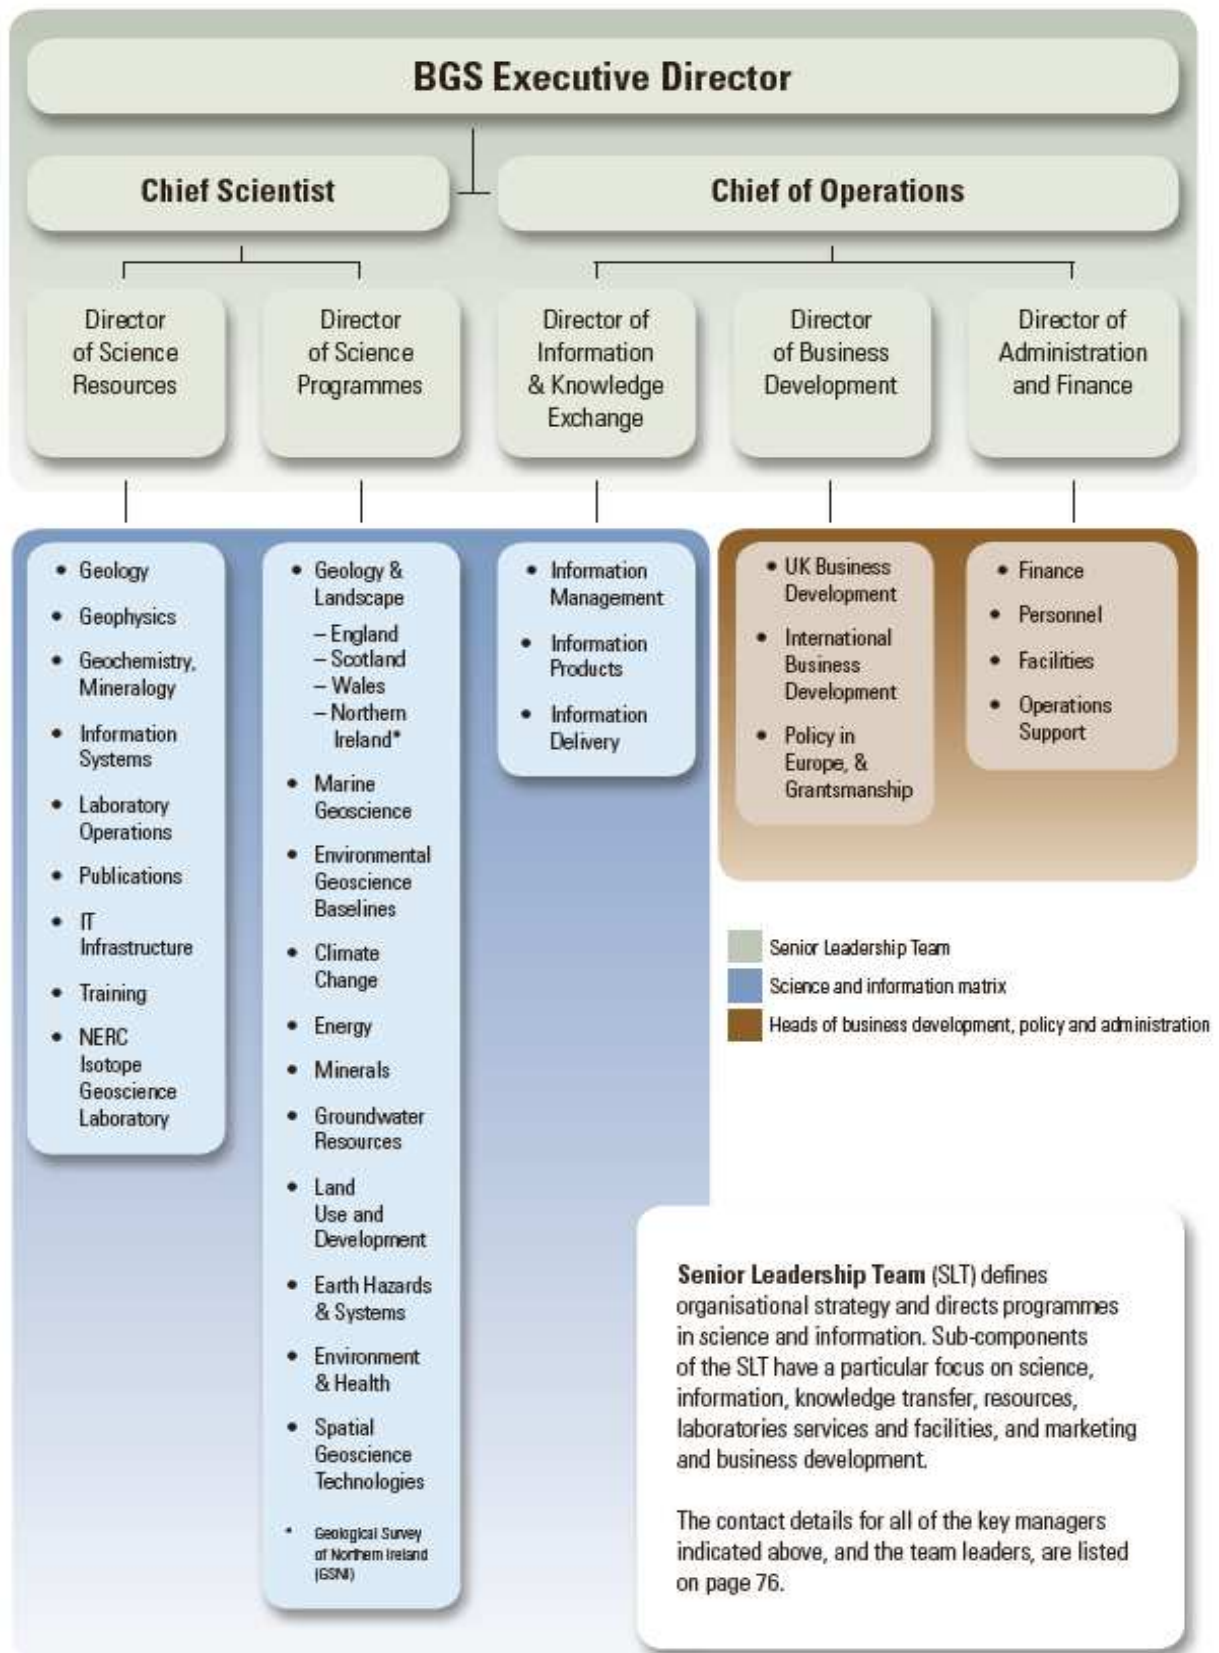 BGS Executive Director
Chief Scientist
Chief of Operations
Director
of Science
Resources
Director
of Science
Programmes
Director of
Information
& Knowledge
Exchange
Director
of Business
Development
Director of
Administration
and Finance
• Geology
• Geophysics
• Geochemistry,
Mineralogy
• Information
Systems
• Laboratory
Operations
• Publications
• IT
Infrastructure
• Training
• NERC
Isotope
Geoscience
Laboratory
• Geology &
Landscape
– England
– Scotland
– Wales
– Northern
Ireland*
• Marine
Geoscience
• Environmental
Geoscience
Baselines
• Climate
Change
• Energy
• Minerals
• Groundwater
Resources
• Land
Use and
Development
• Earth Hazards
& Systems
• Environment
& Health
• Spatial
Geoscience
Technologies
* Geological Survey
of Northern Ireland
(GSNI)
• Information
Management
• Information
Products
• Information
Delivery
• UK Business
Development
• International
Business
Development
• Policy in
Europe, &
Grantsmanship
• Finance
• Personnel
• Facilities
• Operations
Support
Senior Leadership Team
Science and information matrix
Heads of business development, policy and administration
Senior Leadership Team (SLT) defines
organisational strategy and directs programmes
in science and information. Sub-components
of the SLT have a particular focus on science,
information, knowledge transfer, resources,
laboratories services and facilities, and marketing
and business development.
The contact details for all of the key managers
indicated above, and the team leaders, are listed
on page 76.